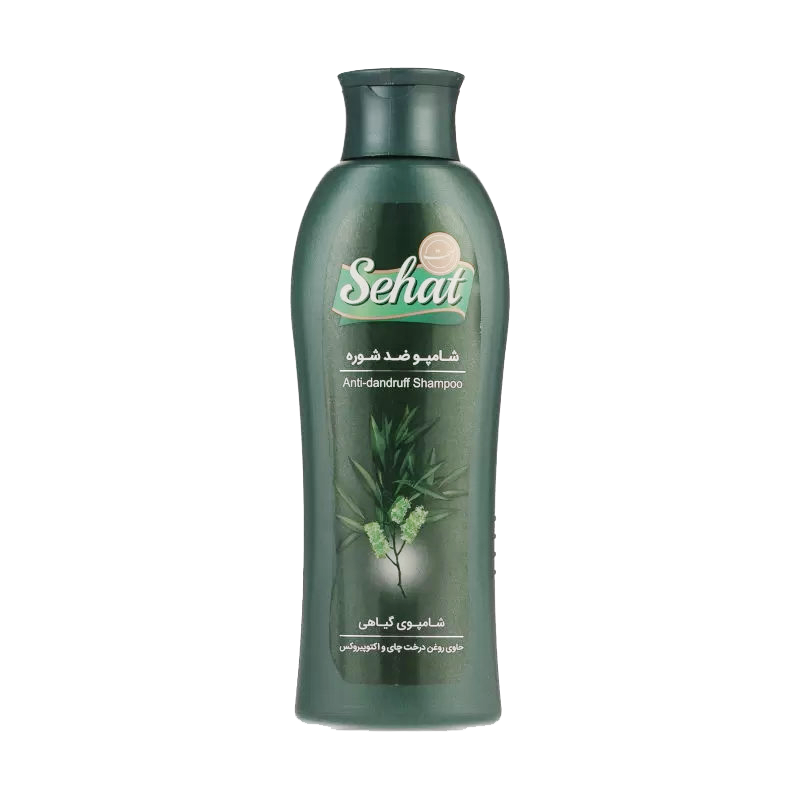 Sehat
شامپو ضد شوره
Anti-dandruff Shampoo
شامپوی گیاهی
حاوی روغن درخت چای و اکتوپیروکس